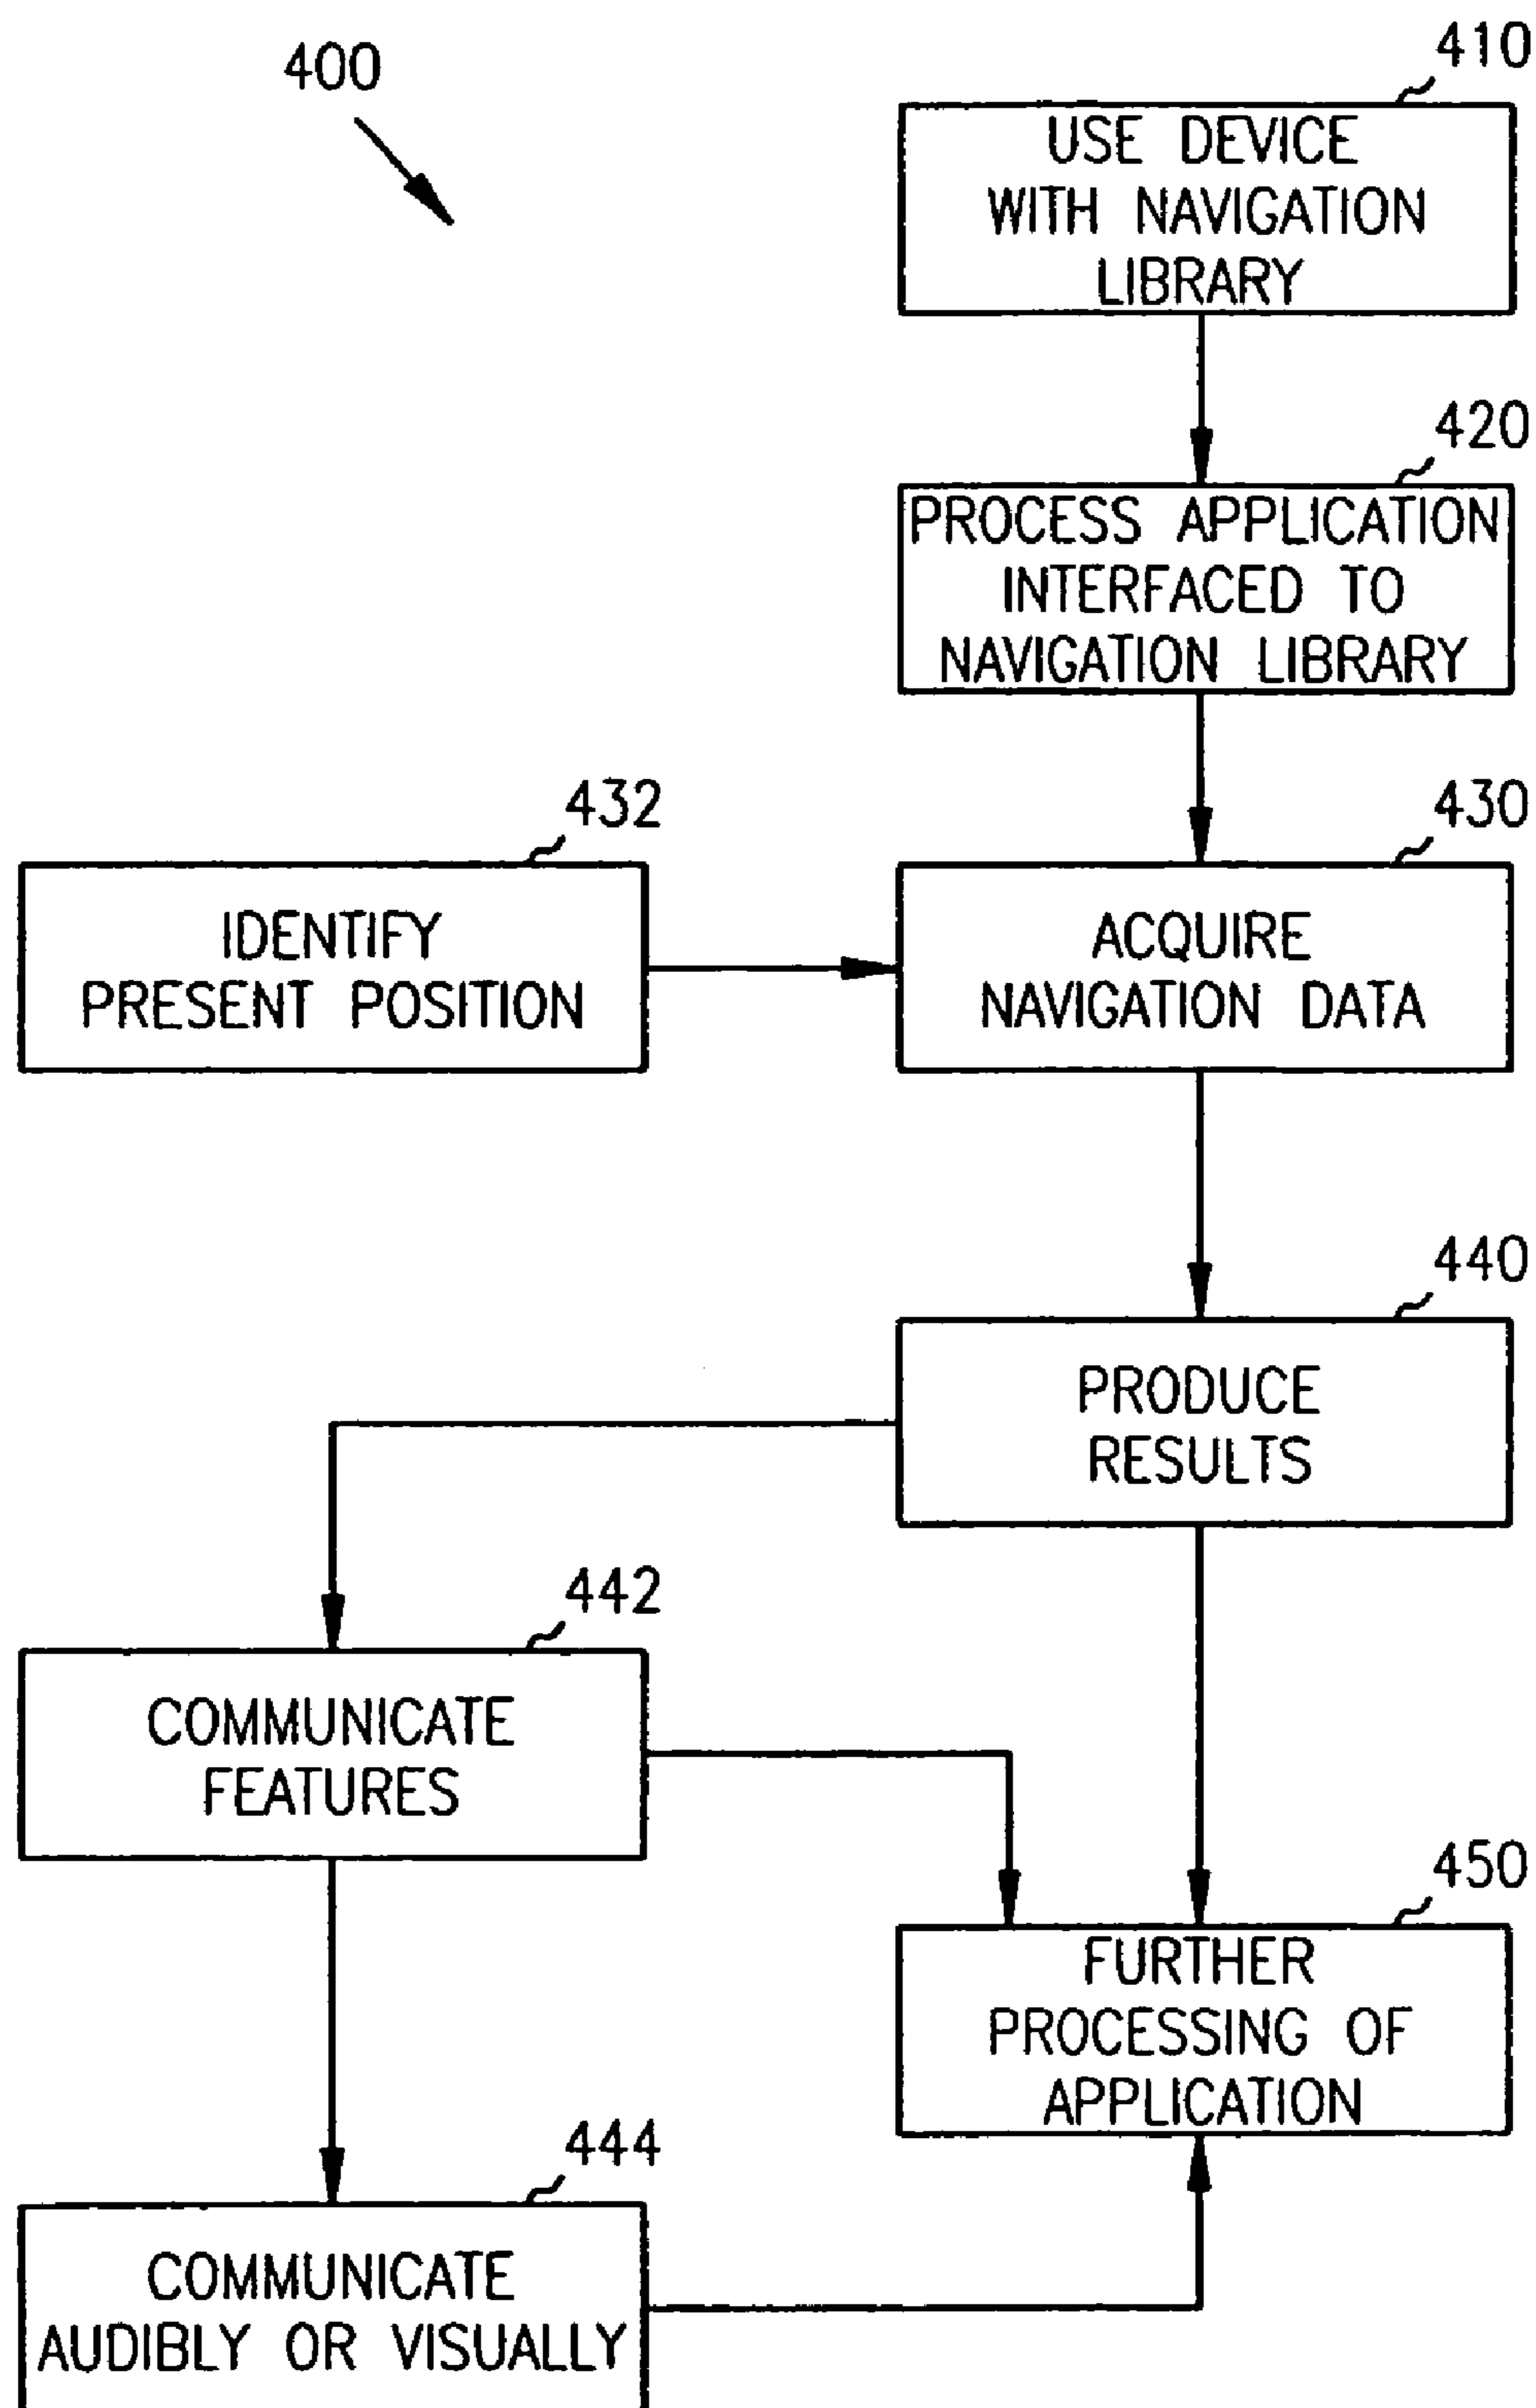 400
410
USE DEVICE
WITH NAVIGATION
LIBRARY
420
PROCESS APPLICATION
INTERFACED TO
NAVIGATION LIBRARY
432
IDENTIFY
PRESENT POSITION
430
ACQUIRE
NAVIGATION DATA
440
PRODUCE
RESULTS
442
COMMUNICATE
FEATURES
450
FURTHER
PROCESSING OF
APPLICATION
444
COMMUNICATE
AUDIBLY OR VISUALLY